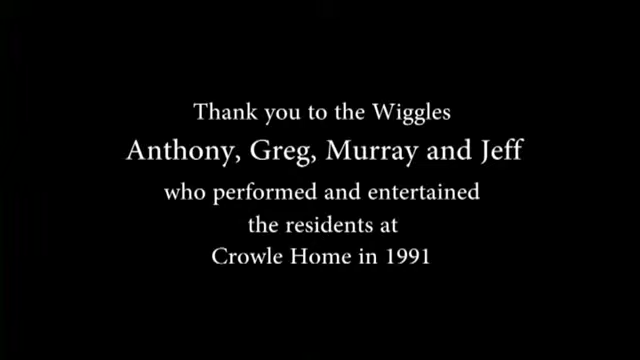 Thank you to the Wiggles
Anthony, Greg, Murray and Jeff
who performed and entertained
the residents at
Crowle Home in 1991